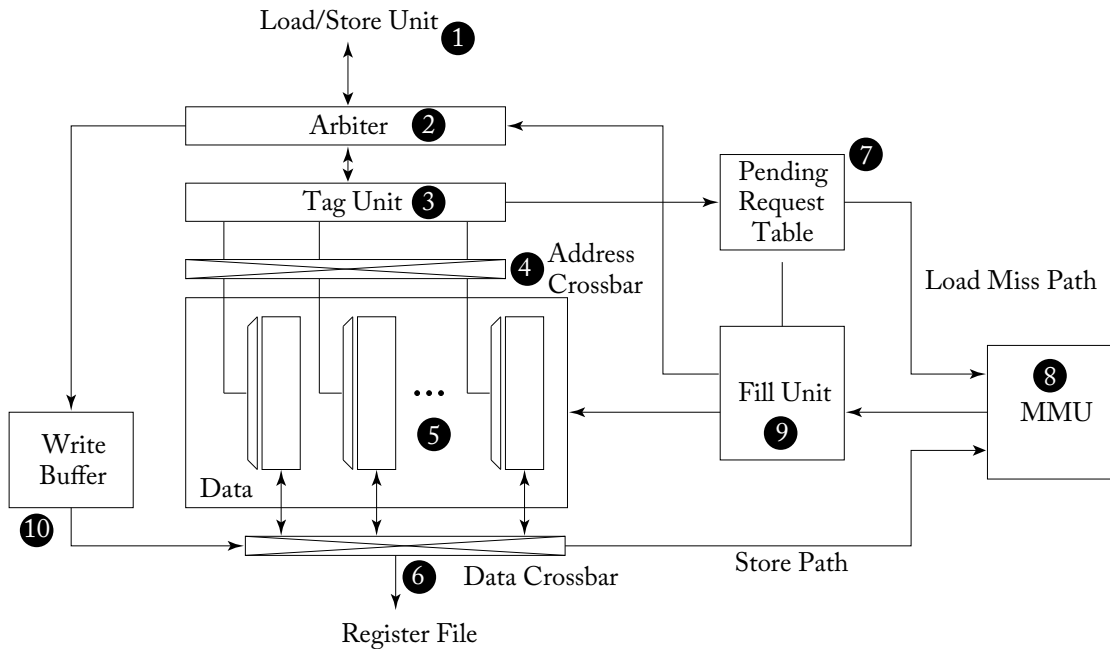 Load/Store Unit 1
Arbiter 2
Tag Unit 3
4 Address
Crossbar
5
Data
6 Data Crossbar
Register File
7
Pending
Request
Table
Load Miss Path
8
MMU
Fill Unit
9
Store Path
Write
Buffer
10